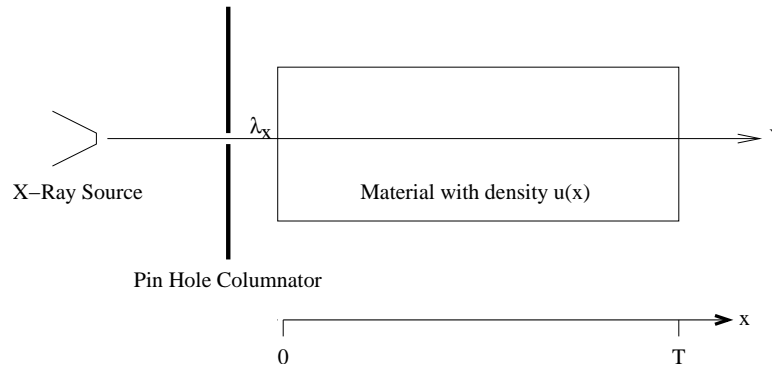 λx
X−Ray Source
Material with density u(x)
Pin Hole Columnator
x
0
T